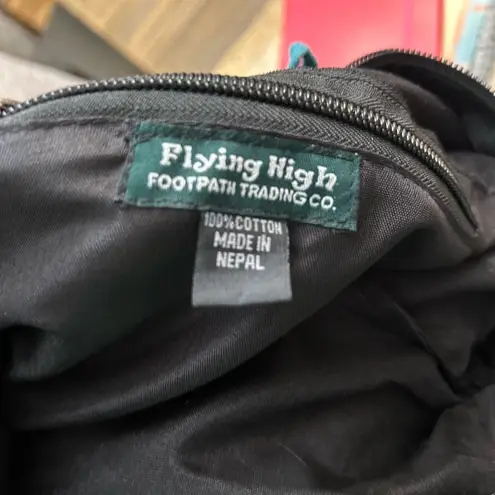 Flying High
FOOTPATH TRADING CO.
100% COTTON
MADE IN
NEPAL